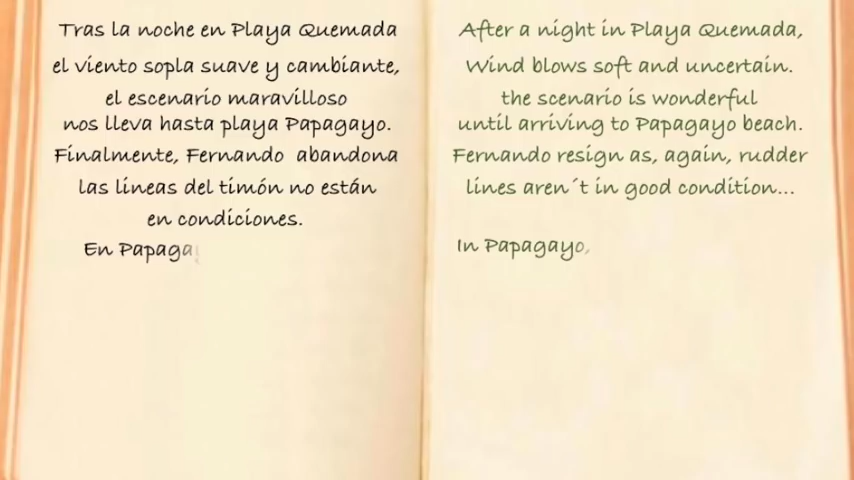 Tras la noche en Playa Quemada
el viento sopla suave y cambiante,
el escenario maravilloso
nos lleva hasta playa Papagayo.
Finalmente, Fernando abandona
las líneas del timón no están
en condiciones.
En Papaga
After a night in Playa Quemada,
Wind blows soft and uncertain.
the scenario is wonderful
until arriving to Papagayo beach.
Fernando resign as, again, rudder
lines aren´t in good condition...
In Papagayo,